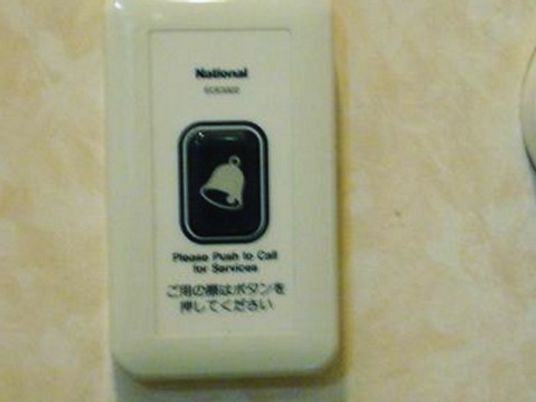 National
Please Push to Call
for Services
ご用の際はボタンを
押してください